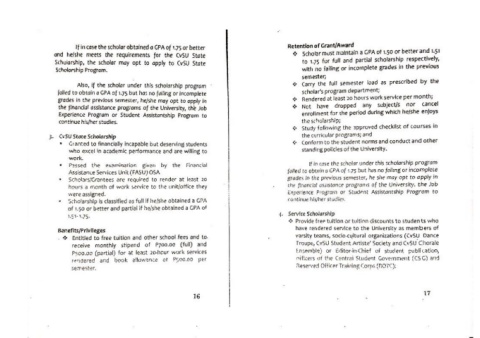 If in case the scholar obtained a GPA of 1.75 or better
and he/she meets the requirements for the CvSU State
Scholarship, the scholar may opt to apply to CvSU State
Scholarship Program.
Also, if the scholar under this scholarship program
failed to obtain a GPA of 1.75 but has no failing or incomplete
grades in the previous semester, he/she may opt to apply in
the financial assistance programs of the University, the Job
Experience Program or Student Assistantship Program to
continue his/her studies.
3. CvSU State Scholarship
• Granted to financially incapable but deserving students
who excel in academic performance and are willing to
work.
• Passed the examination given by the Financial
Assistance Services Unit (FASU) OSA.
• Scholars/Grantees are required to render at least 20
hours a month of work service to the unit/office they
were assigned.
• Scholarship is classified as full if he/she obtained a GPA
of 1.50 or better and partial if he/she obtained a GPA of
1.51- 1.75.
Benefits/Privileges
❖ Entitled to free tuition and other school fees and to
receive monthly stipend of P700.00 (full) and
(partial) for at least 20-hour work services
rendered and book allowance of P500.00 per
semester.
16
Retention of Grant/Award
❖ Scholar must maintain a GPA of 1.50 or better and 1.51
to 1.75 for full and partial scholarship respectively,
with no failing or incomplete grades in the previous
semester;
❖ Carry the full semester load as prescribed by the
scholar's program department;
❖ Rendered at least 20 hours work service per month;
❖ Not have dropped any subject/s nor cancel
enrollment for the period during which he/she enjoys
the scholarship;
❖ Study following the approved checklist of courses in
the curricular programs; and
❖ Conform to the student norms and conduct and other
standing policies of the University.
If in case the scholar under this scholarship program
failed to obtain a GPA of 1.75 but has no failing or incomplete
grades in the previous semester, he/she may opt to apply in
the financial assistance programs of the University, the Job
Experience Program or Student Assistantship Program to
continue his/her studies.
4. Service Scholarship
❖ Provide free tuition or tuition discounts to students who
have rendered service to the University as members of
varsity teams, socio-cultural organizations (CvSU Dance
Troupe, CvSU Student Artists' Society and CvSU Chorale
Ensemble) or Editor-in-Chief of student publication,
officers of the Central Student Government (CSG) and
Reserved Officer Training Corps (ROTC);
17